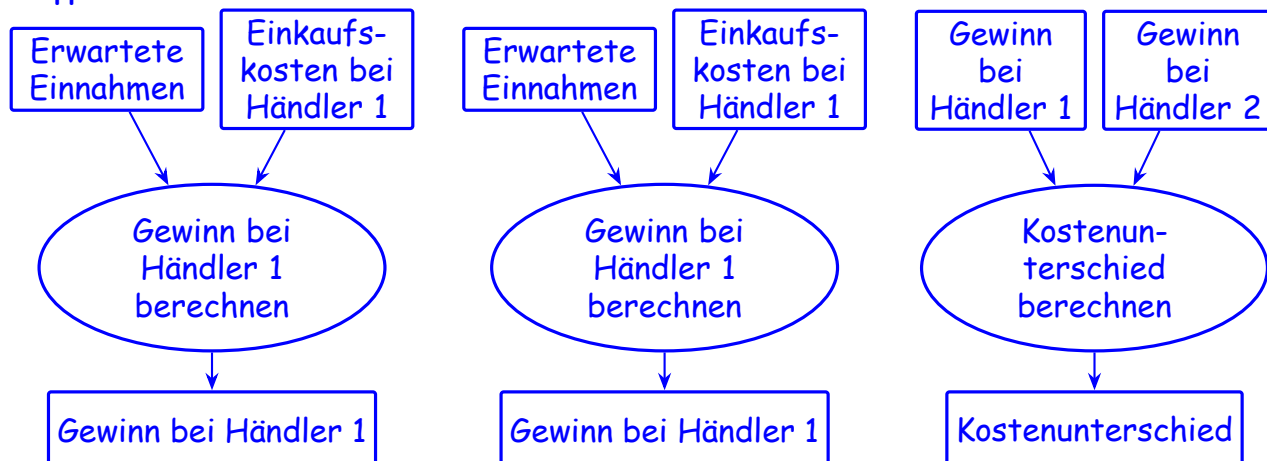 Erwartete
Einnahmen
Einkaufs-
kosten bei
Händler 1
Gewinn bei
Händler 1
berechnen
Gewinn bei Händler 1
Erwartete
Einnahmen
Einkaufs-
kosten bei
Händler 1
Gewinn bei
Händler 1
berechnen
Gewinn bei Händler 1
Gewinn
bei
Händler 1
Gewinn
bei
Händler 2
Kostenun-
terschied
berechnen
Kostenunterschied